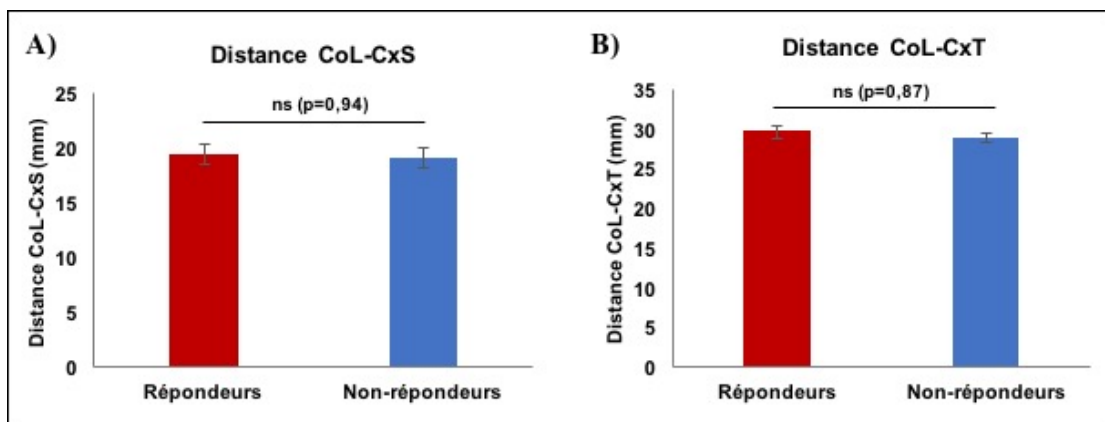 A)
Distance CoL-CxS
ns (p=0,94)
Distance CoL-CxS (mm)
25
20
15
10
5
0
Répondeurs
Non-répondeurs
B)
Distance CoL-CxT
ns (p=0,87)
Distance CoL-CxT (mm)
35
30
25
20
15
10
5
0
Répondeurs
Non-répondeurs